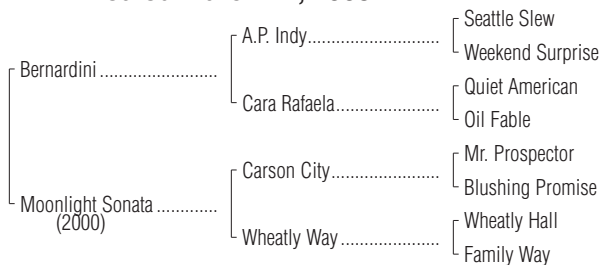 Bernardini
Moonlight Sonata
(2000)
A.P. Indy
Cara Rafaela
Carson City
Wheatly Way
Seattle Slew
Weekend Surprise
Quiet American
Oil Fable
Mr. Prospector
Blushing Promise
Wheatly Hall
Family Way